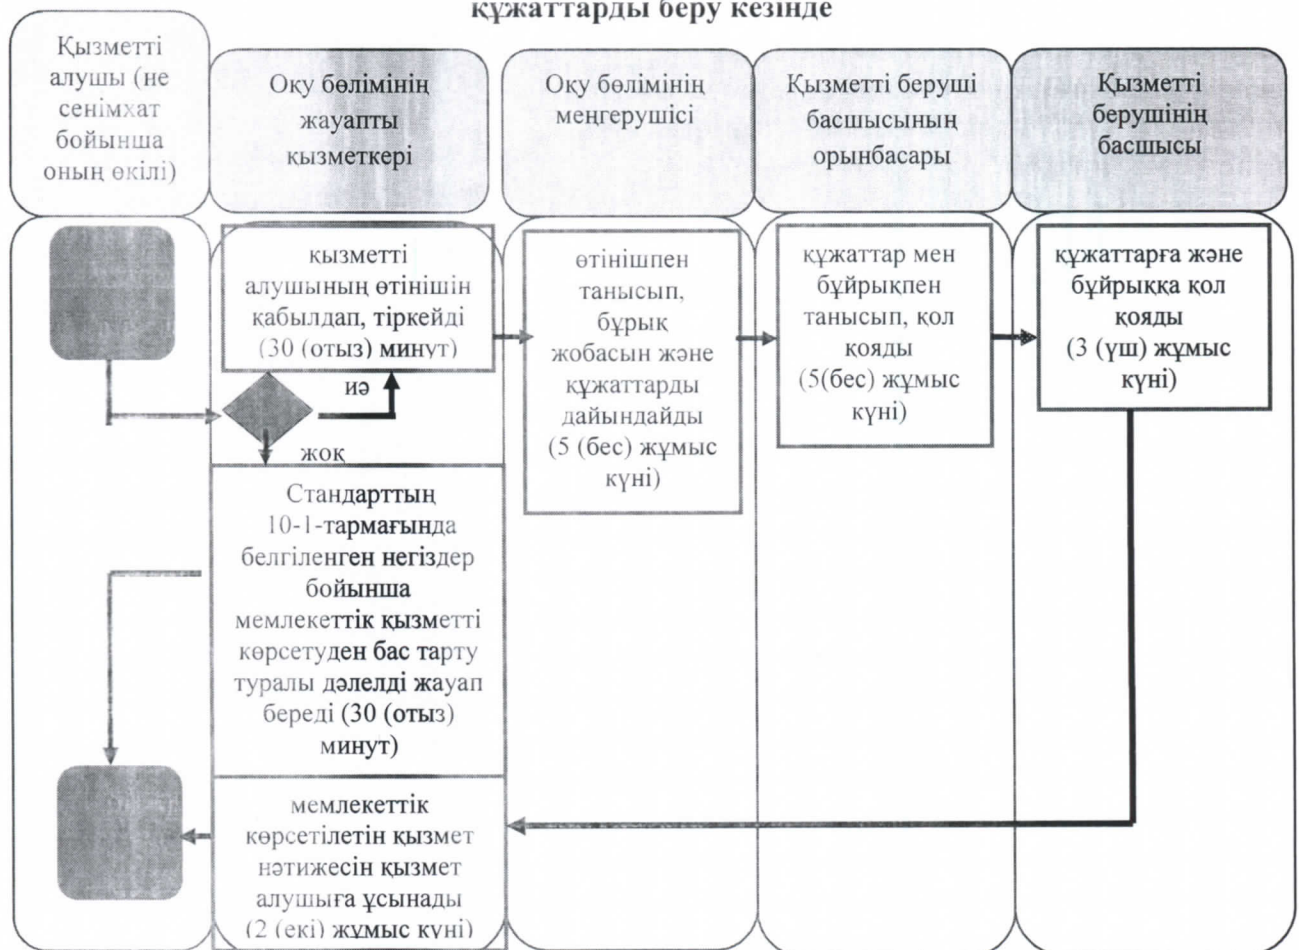 құжаттарды беру кезінде
Қызметті
алушы (не
сенімхат
бойынша
оның өкілі)
Оқу бөлімінің
жауапты
қызметкері
Оқу бөлімінің
меңгерушісі
Қызметті беруші
басшысының
орынбасары
Қызметті
берушінің
басшысы
қызметті
алушының өтінішін
қабылдап, тіркейді
(30 (отыз) минут)
иә
жоқ
өтінішпен
танысып,
бұрық
жобасын және
құжаттарды
дайындайды
(5 (бес) жұмыс
күні)
құжаттар мен
бұйрықпен
танысып, қол
қояды
(5(бес) жұмыс
күні)
құжаттарға және
бұйрыққа қол
қояды
(3 (үш) жұмыс
күні)
Стандарттың
10-1-тармағында
белгіленген негіздер
бойынша
мемлекеттік қызметті
көрсетуден бас тарту
туралы дәлелді жауап
береді (30 (отыз)
минут)
мемлекеттік
көрсетілетін қызмет
нәтижесін қызмет
алушыға ұсынады
(2 (екі) жұмыс күні)